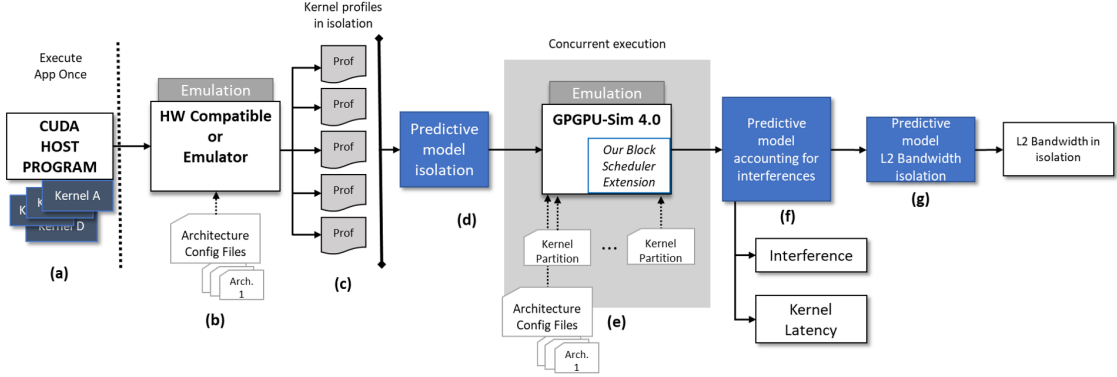 Execute
App Once
CUDA
HOST
PROGRAM
Kernel A
Kernel D
(a)
Emulation
HW Compatible
or
Emulator
Architecture
Config Files
Arch.
1
(b)
Kernel profiles
in isolation
Prof
Prof
Prof
Prof
Prof
(c)
Predictive
model
isolation
(d)
Concurrent execution
Emulation
GPGPU-Sim 4.0
Our Block
Scheduler
Extension
Kernel
Partition
...
Kernel
Partition
Architecture
Config Files
Arch.
1
(e)
Predictive
model
accounting for
interferences
(f)
Interference
Kernel
Latency
Predictive
model
L2 Bandwidth
isolation
(g)
L2 Bandwidth in
isolation